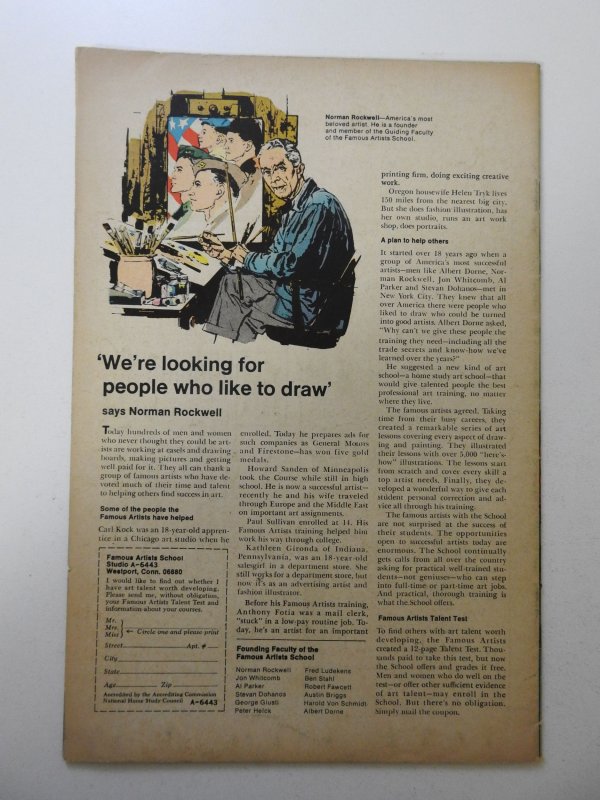 Norman Rockwell—America's most
beloved artist. He is a founder
and member of the Guiding Faculty
of the Famous Artists School.
'We're looking for
people who like to draw'
says Norman Rockwell
Today hundreds of men and women
who never thought they could be art-
ists are working at easels and drawing
boards, making pictures and getting
well paid for it. They all can thank a
group of famous artists who have de-
voted much of their time and talent
to helping others find success in art.
Some of the people the
Famous Artists have helped
Carl Kock was an 18-year-old appren-
tice in a Chicago art studio when he
Famous Artists School
Studio A-6443
Westport, Conn. 06880
I would like to find out whether I
have art talent worth developing.
Please send me, without obligation,
your Famous Artists Talent Test and
information about your courses.
Mr.
Mrs.
Miss
← Circle one and please print
Street Apt. #
City
State
Age Zip
Accredited by the Accrediting Commission
National Home Study Council A-6443
enrolled. Today he prepares ads for
such companies as General Motors
and Firestone—has won five gold
medals.
Howard Sanden of Minneapolis
took the Course while still in high
school. He is now a successful artist—
recently he and his wife traveled
through Europe and the Middle East
on important art assignments.
Paul Sullivan enrolled at 14. His
Famous Artists training helped him
work his way through college.
Kathleen Gironda of Indiana,
Pennsylvania, was an 18-year-old
salesgirl in a department store. She
still works for a department store, but
now it's as an advertising artist and
fashion illustrator.
Before his Famous Artists training,
Anthony Fotia was a mail clerk,
"stuck" in a low-pay routine job. To-
day, he's an artist for an important
Founding Faculty of the
Famous Artists School
Norman Rockwell
Jon Whitcomb
Al Parker
Stevan Dohanos
George Giusti
Peter Helck
Fred Ludekens
Ben Stahl
Robert Fawcett
Austin Briggs
Harold Von Schmidt
Albert Dorne
printing firm, doing exciting creative
work.
Oregon housewife Helen Tryk lives
150 miles from the nearest big city.
But she does fashion illustration, has
her own studio, runs an art work
shop, does portraits.
A plan to help others
It started over 18 years ago when a
group of America's most successful
artists—men like Albert Dorne, Nor-
man Rockwell, Jon Whitcomb, Al
Parker and Stevan Dohanos—met in
New York City. They knew that all
over America there were people who
liked to draw who could be turned
into good artists. Albert Dorne asked,
"Why can't we give these people the
training they need—including all the
trade secrets and know-how we've
learned over the years?"
He suggested a new kind of art
school—a home study art school—that
would give talented people the best
professional art training, no matter
where they live.
The famous artists agreed. Taking
time from their busy careers, they
created a remarkable series of art
lessons covering every aspect of draw-
ing and painting. They illustrated
their lessons with over 5,000 "here's-
how" illustrations. The lessons start
from scratch and cover every skill a
top artist needs. Finally, they de-
veloped a wonderful way to give each
student personal correction and ad-
vice all through his training.
The famous artists with the School
are not surprised at the success of
their students. The opportunities
open to successful artists today are
enormous. The School continually
gets calls from all over the country
asking for practical well-trained stu-
dents—not geniuses—who can step
into full-time or part-time art jobs.
And practical, thorough training is
what the School offers.
Famous Artists Talent Test
To find others with art talent worth
developing, the Famous Artists
created a 12-page Talent Test. Thou-
sands paid to take this test, but now
the School offers and grades it free.
Men and women who do well on the
test—or offer other sufficient evidence
of art talent—may enroll in the
School. But there's no obligation.
Simply mail the coupon.